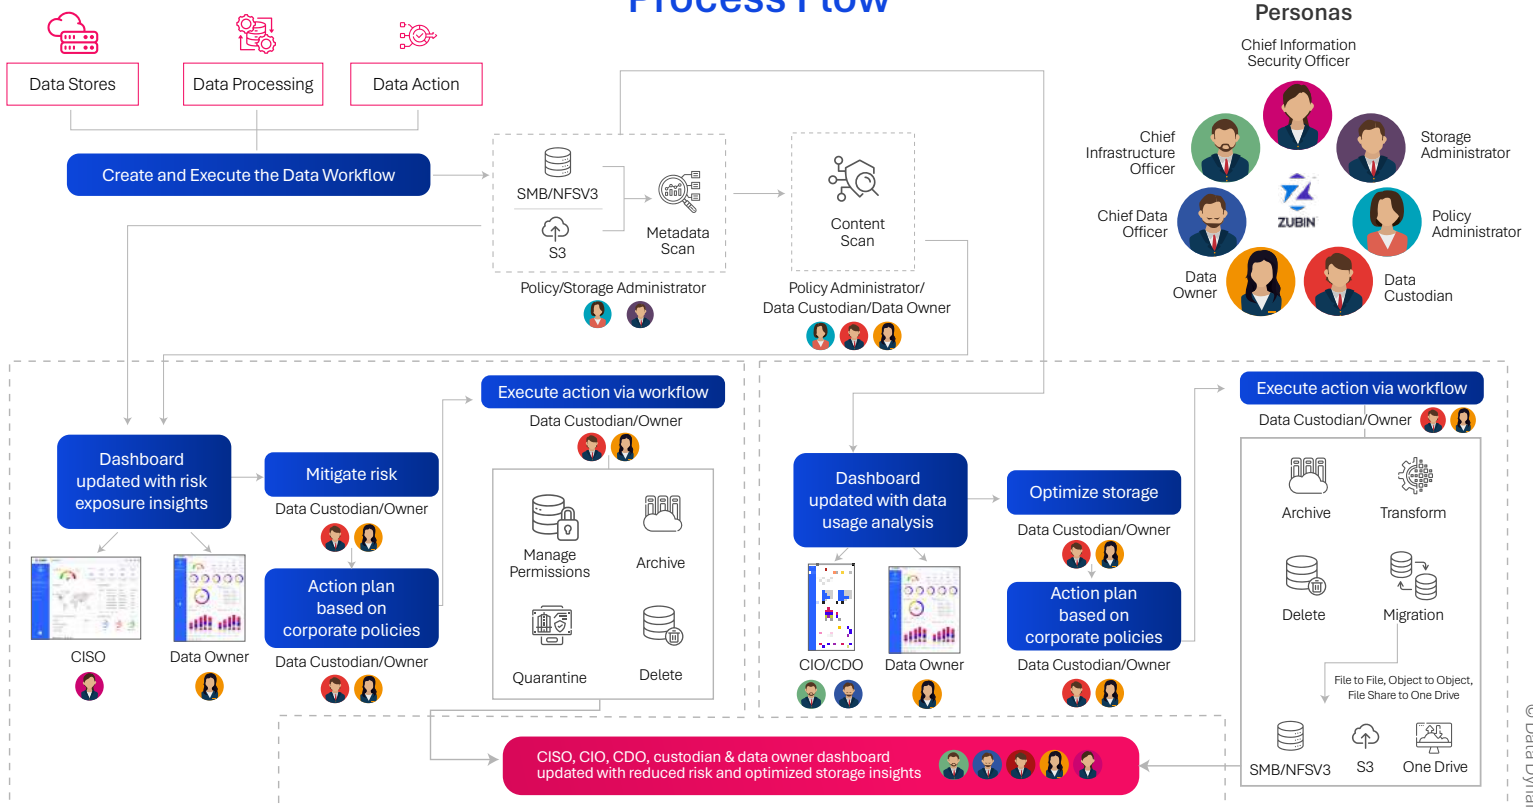 Process Flow
Data Stores
Data Processing
Data Action
Create and Execute the Data Workflow
SMB/NFSV3
S3
Metadata
Scan
Policy/Storage Administrator
Content
Scan
Policy Administrator/
Data Custodian/Data Owner
Personas
Chief Information
Security Officer
Chief
Infrastructure
Officer
Storage
Administrator
Chief Data
Officer
ZUBIN
Policy
Administrator
Data
Owner
Data
Custodian
Dashboard
updated with risk
exposure insights
CISO
Data Owner
Mitigate risk
Data Custodian/Owner
Action plan
based on
corporate policies
Data Custodian/Owner
Execute action via workflow
Data Custodian/Owner
Manage
Permissions
Archive
Quarantine
Delete
Dashboard
updated with data
usage analysis
CIO/CDO
Data Owner
Optimize storage
Data Custodian/Owner
Action plan
based on
corporate policies
Data Custodian/Owner
Execute action via workflow
Data Custodian/Owner
Archive
Transform
Delete
Migration
File to File, Object to Object,
File Share to One Drive
SMB/NFSV3
S3
One Drive
CISO, CIO, CDO, custodian & data owner dashboard
updated with reduced risk and optimized storage insights
© Data Dynam